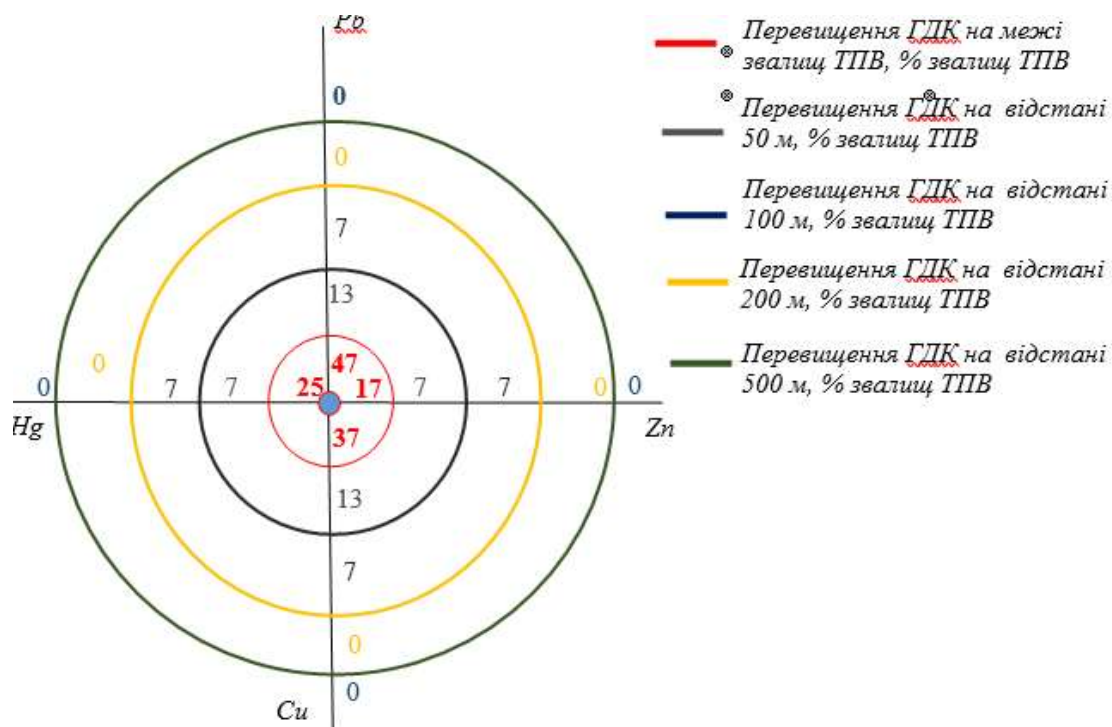 Pb
Перевищення ГДК на межі
звалищ ТПВ, % звалищ ТПВ
0
Перевищення ГДК на відстані
50 м, % звалищ ТПВ
0
7
Перевищення ГДК на відстані
100 м, % звалищ ТПВ
13
Перевищення ГДК на відстані
200 м, % звалищ ТПВ
47
0
0 7 7 25 17 7 7 0 0
Перевищення ГДК на відстані
500 м, % звалищ ТПВ
Hg
Zn
37
13
7
0
0
Cu